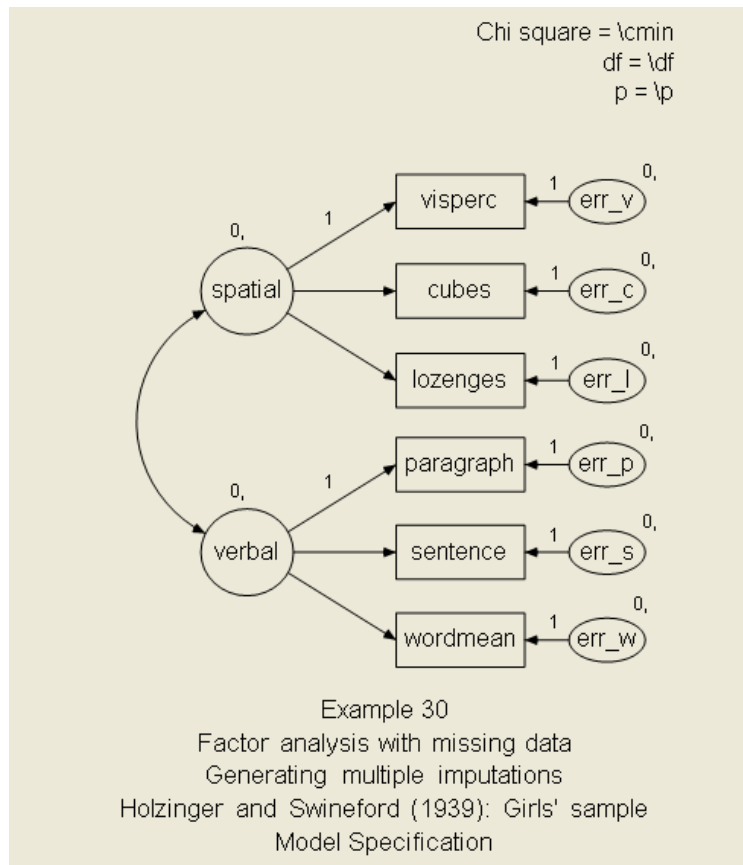 Chi square = \cmin
df = \df
p = \p
0,
1
visperc
1
err_v
0,
spatial
cubes
1
err_c
0,
lozenges
1
err_l
0,
0,
1
paragraph
1
err_p
0,
verbal
sentence
1
err_s
0,
wordmean
1
err_w
0,
Example 30
Factor analysis with missing data
Generating multiple imputations
Holzinger and Swineford (1939): Girls' sample
Model Specification